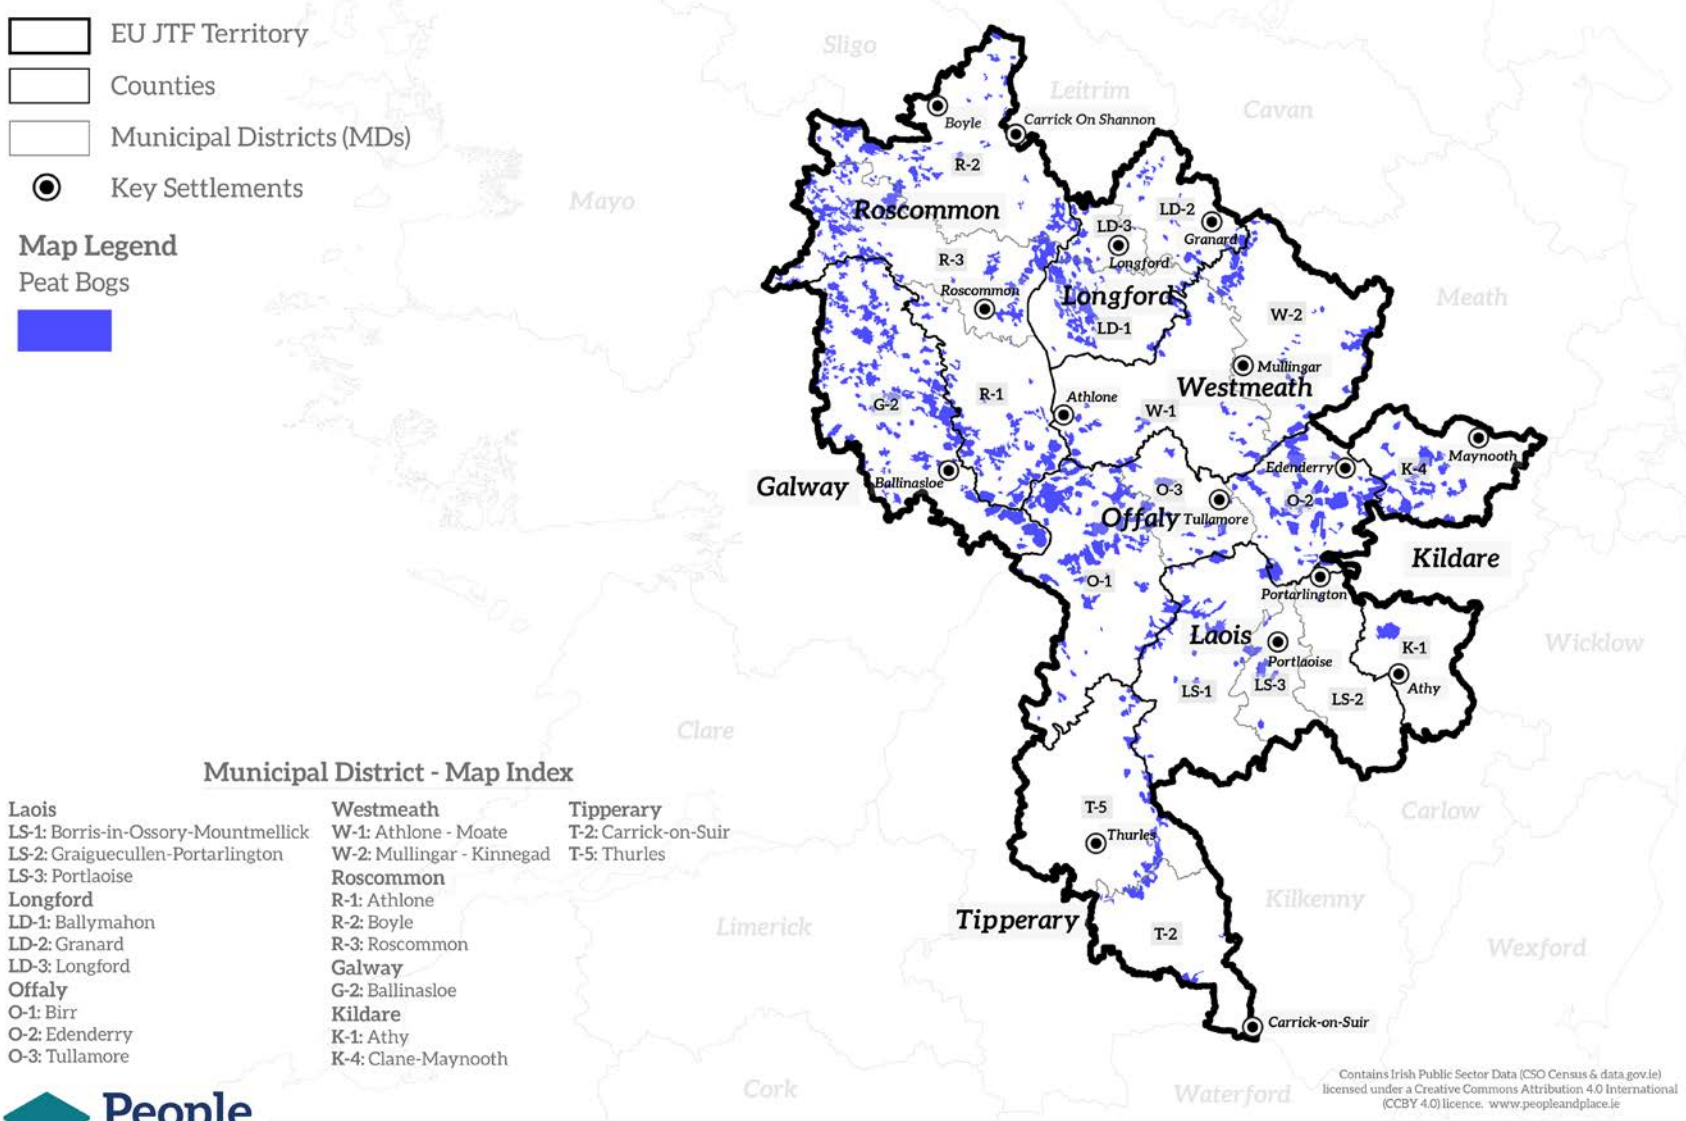 EU JTF Territory
Counties
Municipal Districts (MDs)
Key Settlements
Map Legend
Peat Bogs
Sligo
Leitrim
Cavan
Mayo
Meath
Boyle
Carrick On Shannon
R-2
Roscommon
LD-2
LD-3
Granard
Longford
R-3
Roscommon
Longford
LD-1
W-2
Mullingar
Westmeath
R-1
Athlone
G-2
W-1
Maynooth
Edenderry
K-4
Galway
Ballinasloe
O-3
O-2
Offaly
Tullamore
Kildare
O-1
Portarlington
Laois
Wicklow
K-1
Portlaoise
LS-1
LS-3
LS-2
Athy
Clare
T-5
Thurles
Carlow
Tipperary
Kilkenny
Limerick
T-2
Wexford
Carrick-on-Suir
Cork
Waterford
Municipal District - Map Index
Laois
LS-1: Borris-in-Ossory-Mountmellick
LS-2: Graiguecullen-Portarlington
LS-3: Portlaoise
Longford
LD-1: Ballymahon
LD-2: Granard
LD-3: Longford
Offaly
O-1: Birr
O-2: Edenderry
O-3: Tullamore
Westmeath
W-1: Athlone - Moate
W-2: Mullingar - Kinnegad
Roscommon
R-1: Athlone
R-2: Boyle
R-3: Roscommon
Galway
G-2: Ballinasloe
Kildare
K-1: Athy
K-4: Clane-Maynooth
Tipperary
T-2: Carrick-on-Suir
T-5: Thurles
People
Contains Irish Public Sector Data (CSO Census & data.gov.ie)
licensed under a Creative Commons Attribution 4.0 International
(CCBY 4.0) licence. www.peopleandplace.ie